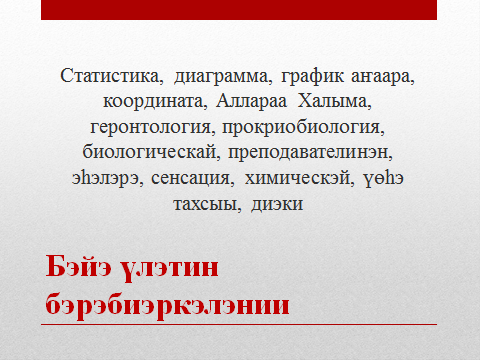 Статистика, диаграмма, график аҥаара,
координата, Аллараа Халыма,
геронтология, прокриобиология,
биологическай, преподавателинэн,
эһэлэрэ, сенсация, химическэй, үөһэ
тахсыы, диэки
Бэйэ үлэтин
бэрэбиэркэлэнии